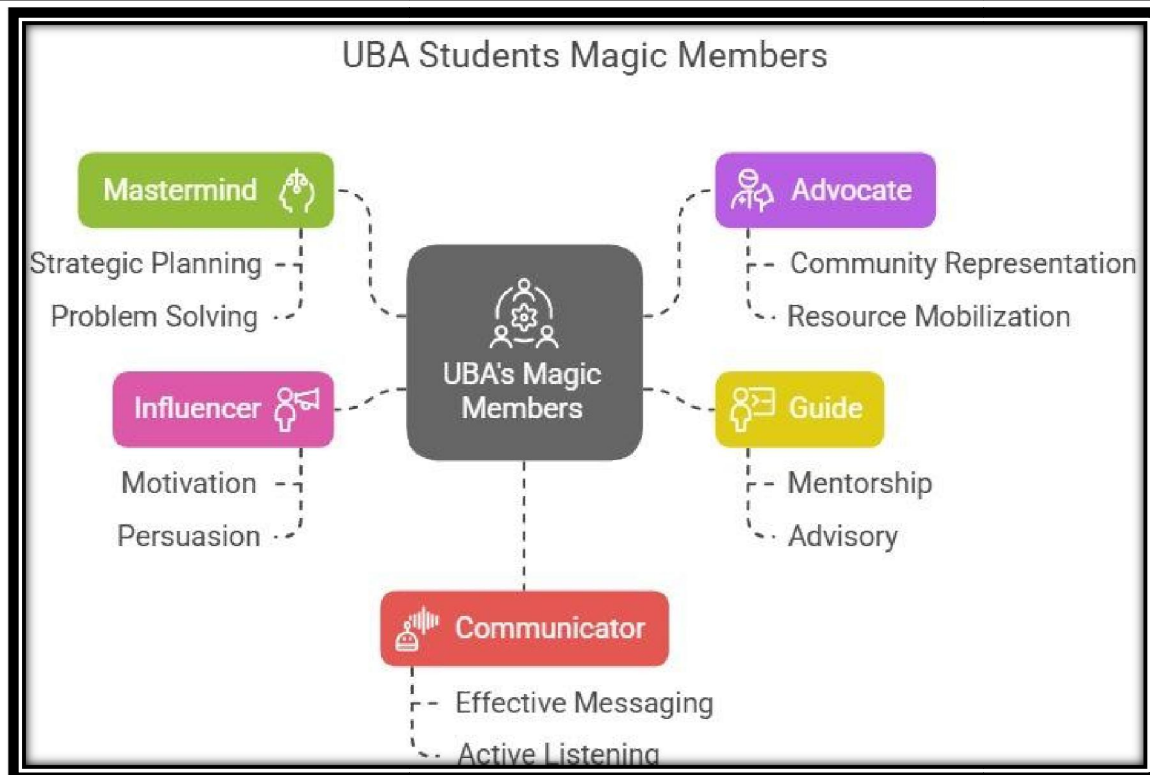 UBA Students Magic Members
Mastermind
Strategic Planning
Problem Solving
Influencer
Motivation
Persuasion
UBA's Magic
Members
Advocate
Community Representation
Resource Mobilization
Guide
Mentorship
Advisory
Communicator
Effective Messaging
Active Listening